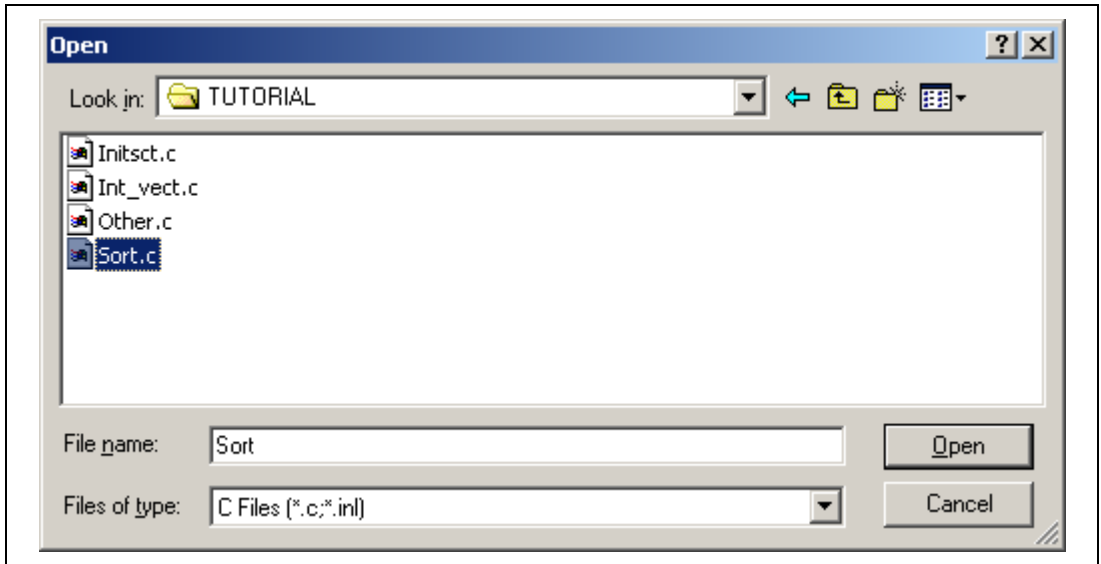 Open
Look in: TUTORIAL
Initsct.c
Int_vect.c
Other.c
Sort.c
File name: Sort Open
Files of type: C Files (*.c;*.inl) Cancel